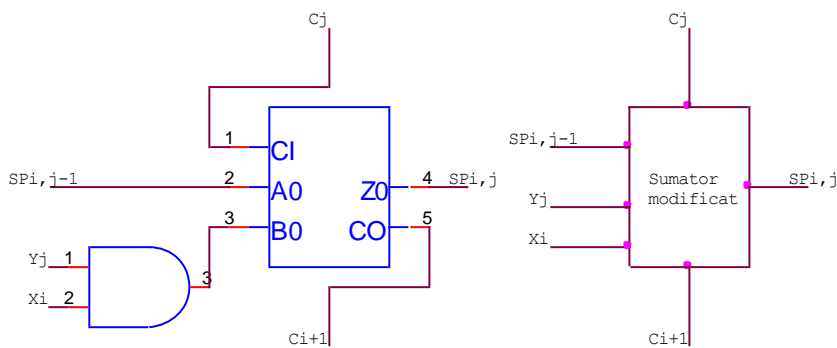 Cj
Cj
1
CI
SPi,j-1
SPi,j-1
2
A0
Z0
4
SPi,j
Sumator
modificat
SPi,j
3
B0
CO
5
Yj
Xi
Yj
1
3
Xi
2
Ci+1
Ci+1